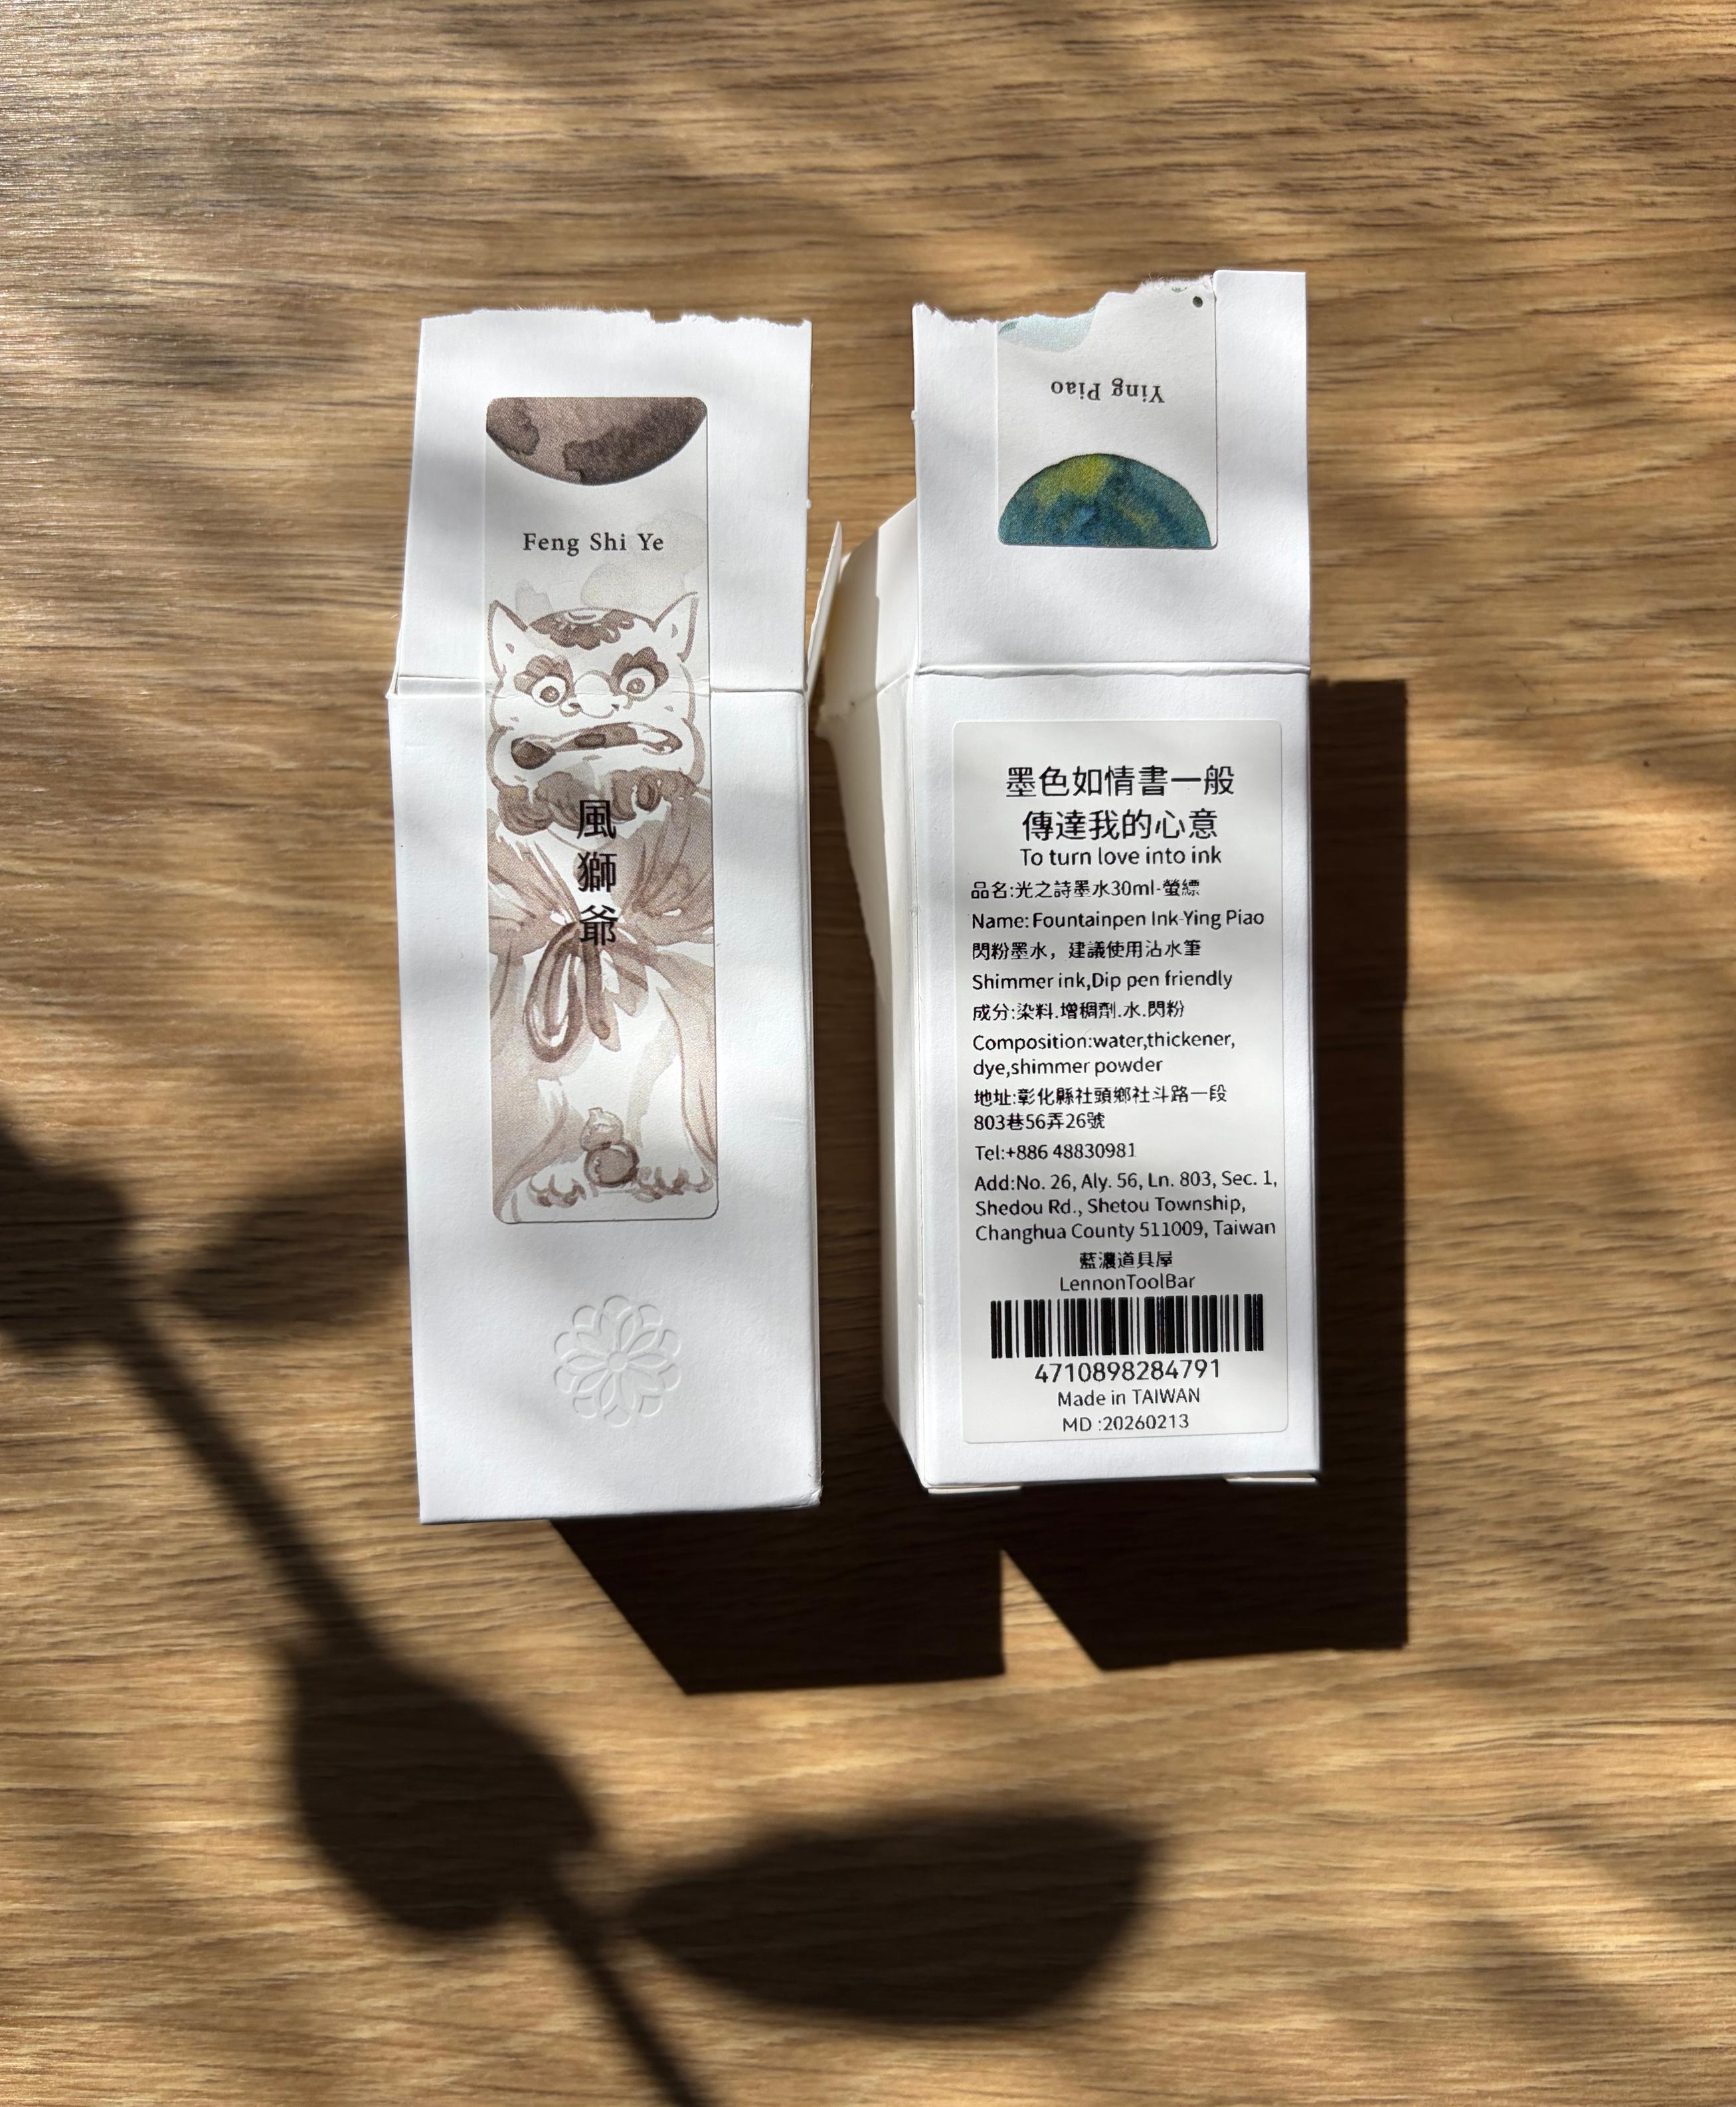 Feng Shi Ye
風獅爺
Ying Piao
墨色如情書一般
傳達我的心意
To turn love into ink
品名:光之詩墨水30ml-螢縹
Name: Fountainpen Ink-Ying Piao
閃粉墨水，建議使用沾水筆
Shimmer ink,Dip pen friendly
成分:染料.增稠劑.水.閃粉
Composition:water,thickener,
dye,shimmer powder
地址:彰化縣社頭鄉社斗路一段
803巷56弄26號
Tel:+886 48830981
Add:No. 26, Aly. 56, Ln. 803, Sec. 1,
Shedou Rd., Shetou Township,
Changhua County 511009, Taiwan
藍濃道具屋
LennonToolBar
4710898284791
Made in TAIWAN
MD :20260213